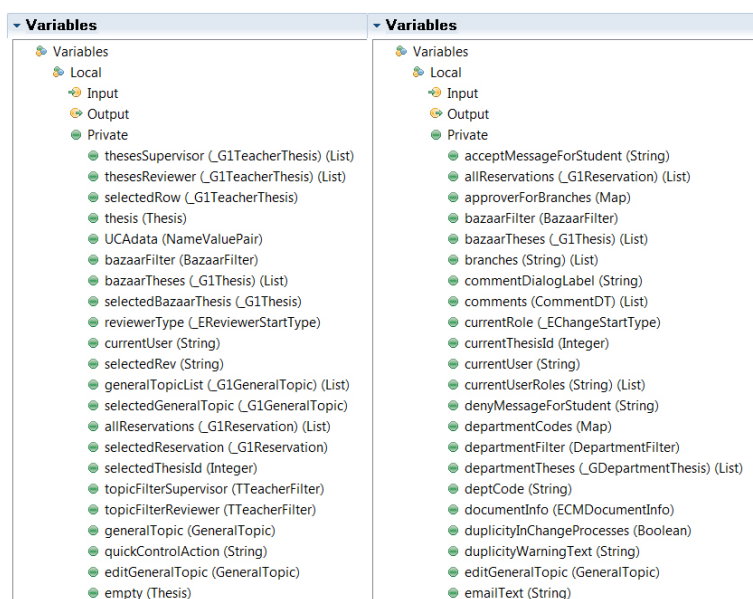 Variables
Variables
Local
Input
Output
Private
thesesSupervisor (_G1TeacherThesis) (List)
thesesReviewer (_G1TeacherThesis) (List)
selectedRow (_G1TeacherThesis)
thesis (Thesis)
UCAdata (NameValuePair)
bazaarFilter (BazaarFilter)
bazaarTheses (_G1Thesis) (List)
selectedBazaarThesis (_G1Thesis)
reviewerType (_EReviewerStartType)
currentUser (String)
selectedRev (String)
generalTopicList (_G1GeneralTopic) (List)
selectedGeneralTopic (_G1GeneralTopic)
allReservations (_G1Reservation) (List)
selectedReservation (_G1Reservation)
selectedThesisId (Integer)
topicFilterSupervisor (TTeacherFilter)
topicFilterReviewer (TTeacherFilter)
generalTopic (GeneralTopic)
quickControlAction (String)
editGeneralTopic (GeneralTopic)
empty (Thesis)
Variables
Variables
Local
Input
Output
Private
acceptMessageForStudent (String)
allReservations (_G1Reservation) (List)
approverForBranches (Map)
bazaarFilter (BazaarFilter)
bazaarTheses (_G1Thesis) (List)
branches (String) (List)
commentDialogLabel (String)
comments (CommentDT) (List)
currentRole (_EChangeStartType)
currentThesisId (Integer)
currentUser (String)
currentUserRoles (String) (List)
denyMessageForStudent (String)
departmentCodes (Map)
departmentFilter (DepartmentFilter)
departmentTheses (_GDepartmentThesis) (List)
deptCode (String)
documentInfo (ECMDocumentInfo)
duplicityInChangeProcesses (Boolean)
duplicityWarningText (String)
editGeneralTopic (GeneralTopic)
emailText (String)